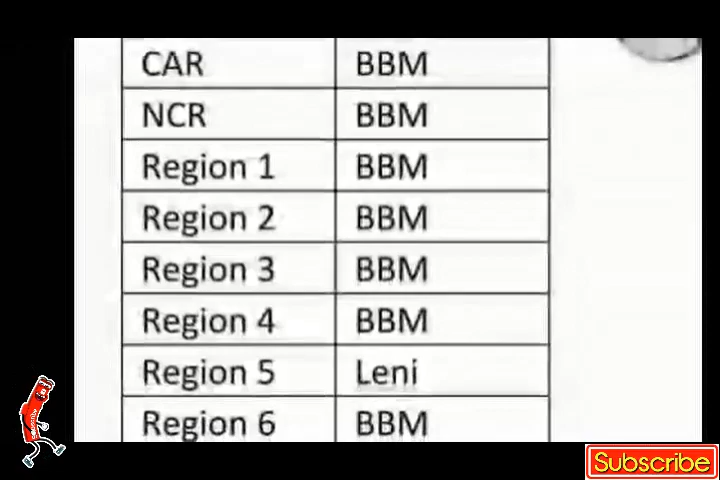 CAR BBM
NCR BBM
Region 1 BBM
Region 2 BBM
Region 3 BBM
Region 4 BBM
Region 5 Leni
Region 6 BBM
Subscribe